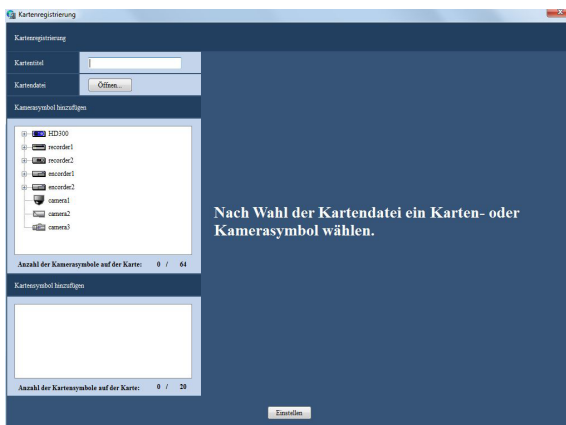 Kartenregistrierung
Kartenregistrierung
Kartentitel
Kartendatei
Öffnen...
Kamerasymbol hinzufügen
HD300
recorder1
recorder2
encorder1
encorder2
camera1
camera2
camera3
Anzahl der Kamerasymbole auf der Karte: 0 / 64
Kartensymbol hinzufügen
Anzahl der Kartensymbole auf der Karte: 0 / 20
Nach Wahl der Kartendatei ein Karten- oder
Kamerasymbol wählen.
Einstellen